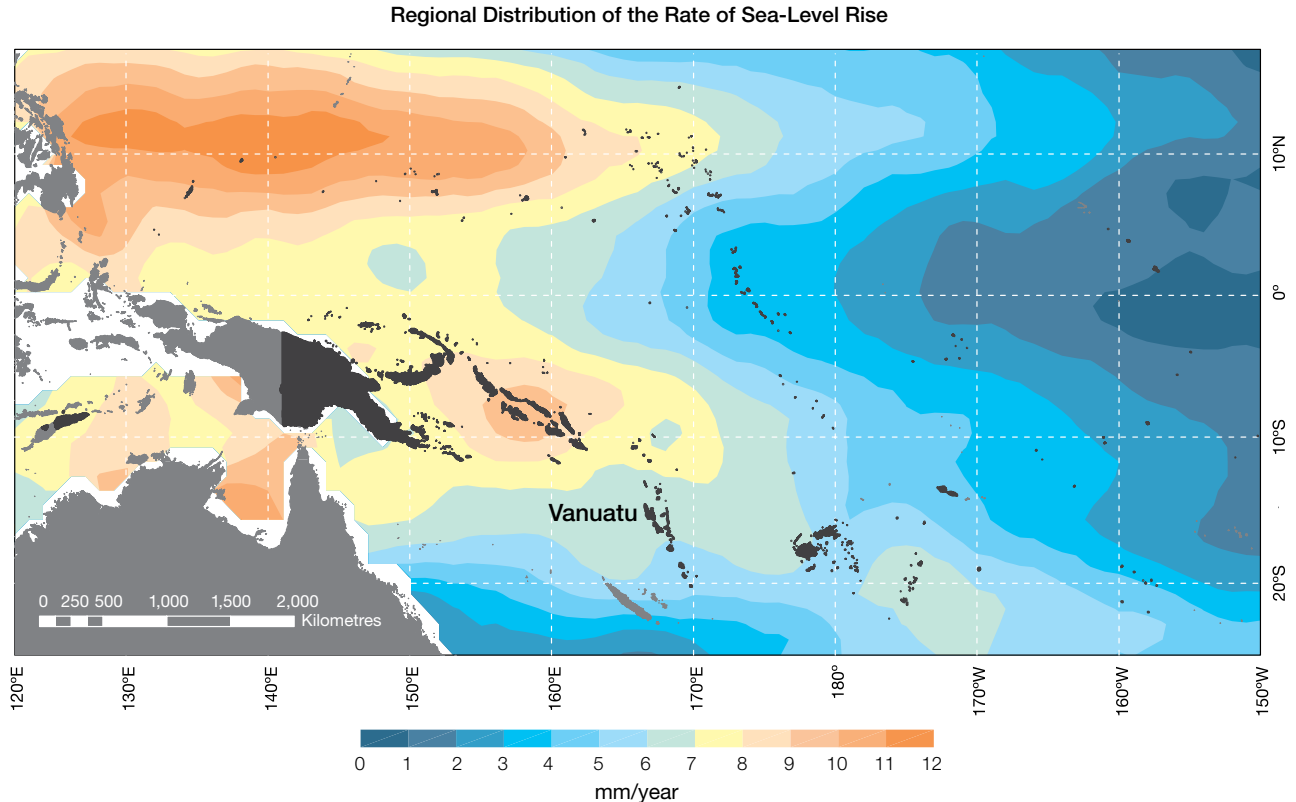 Regional Distribution of the Rate of Sea-Level Rise
10°N
0°
10°S
Vanuatu
20°S
0 250 500 1,000 1,500 2,000
Kilometres
120°E 130°E 140°E 150°E 160°E 170°E 180° 170°W 160°W 150°W
0 1 2 3 4 5 6 7 8 9 10 11 12
mm/year